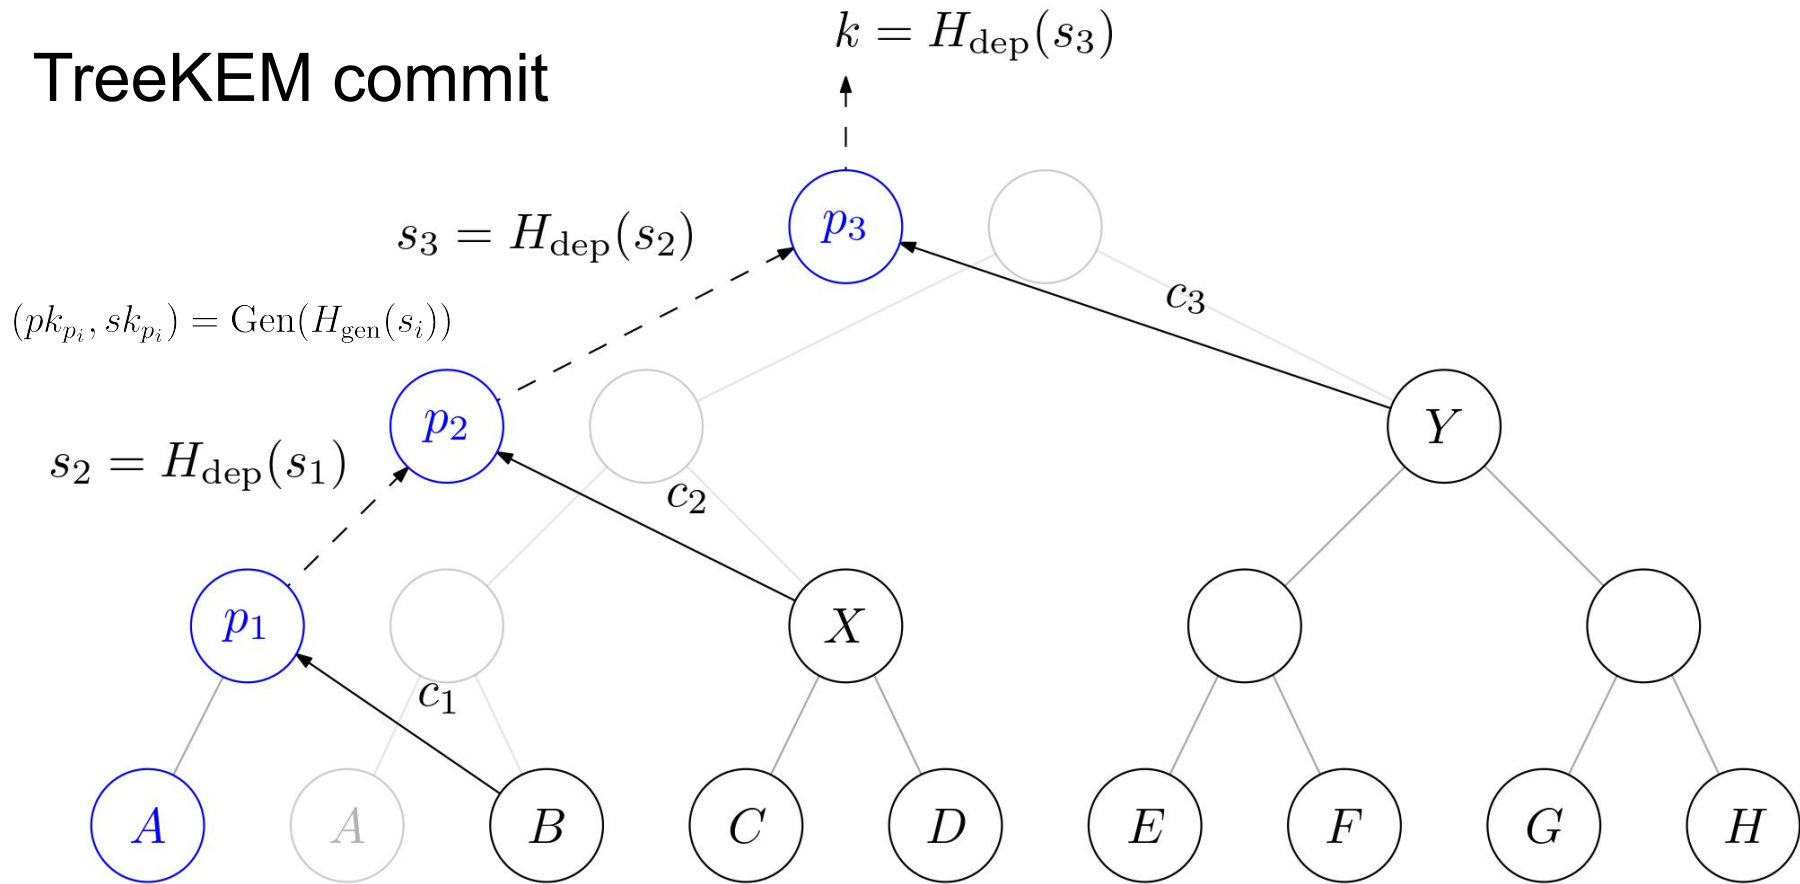 k = H_dep(s_3)
TreeKEM commit
p_3
s_3 = H_dep(s_2)
c_3
(pk_{p_i}, sk_{p_i}) = Gen(H_gen(s_i))
p_2
Y
s_2 = H_dep(s_1)
c_2
p_1
X
c_1
A A B C D E F G H